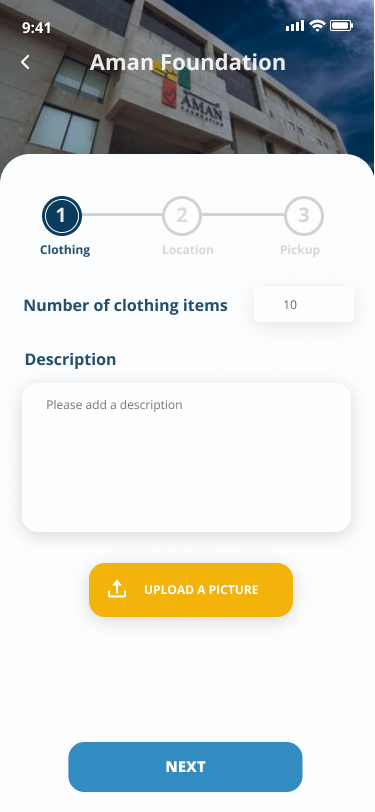 9:41
Aman Foundation
AMAN
FOUNDATION
1
2
3
Clothing
Location
Pickup
Number of clothing items
10
Description
Please add a description
UPLOAD A PICTURE
NEXT